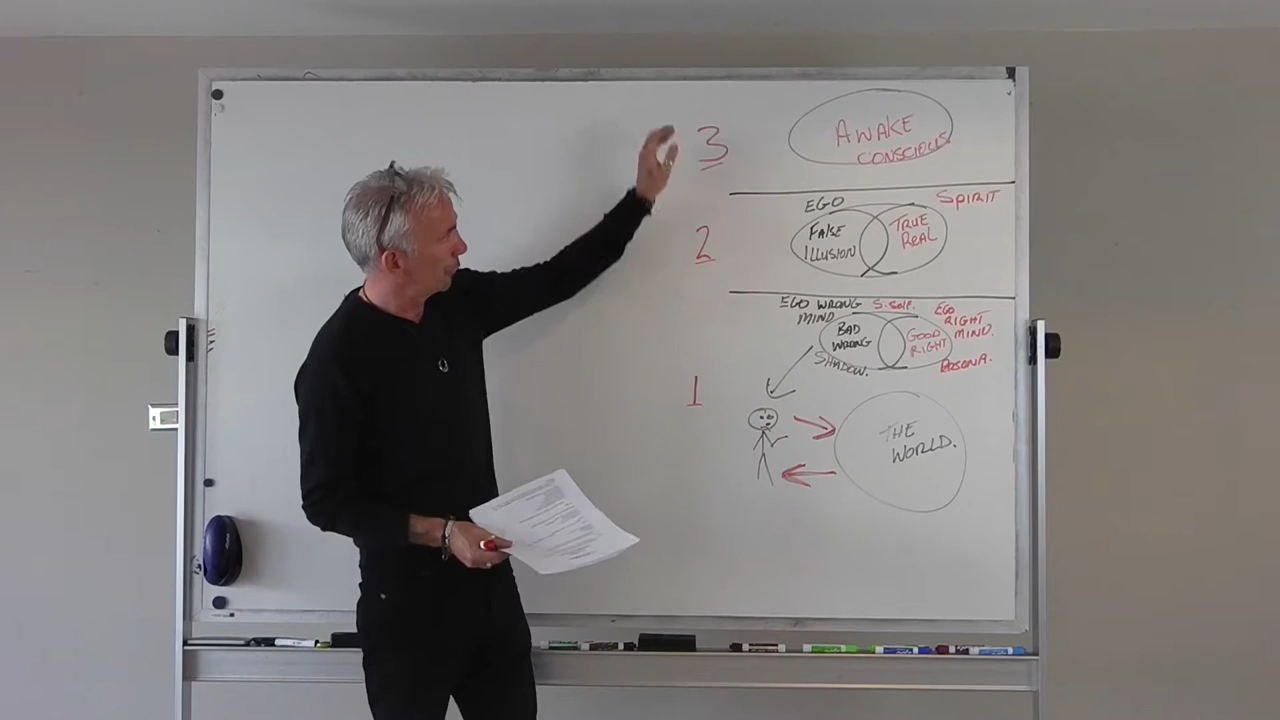 3
AWAKE
CONSCIOUS
EGO
SPIRIT
2
FALSE
ILLUSION
TRUE
REAL
EGO WRONG
MIND
S. SELF.
EGO
RIGHT
MIND.
BAD
WRONG
GOOD
RIGHT
SHADOW.
PERSONA.
1
THE
WORLD.